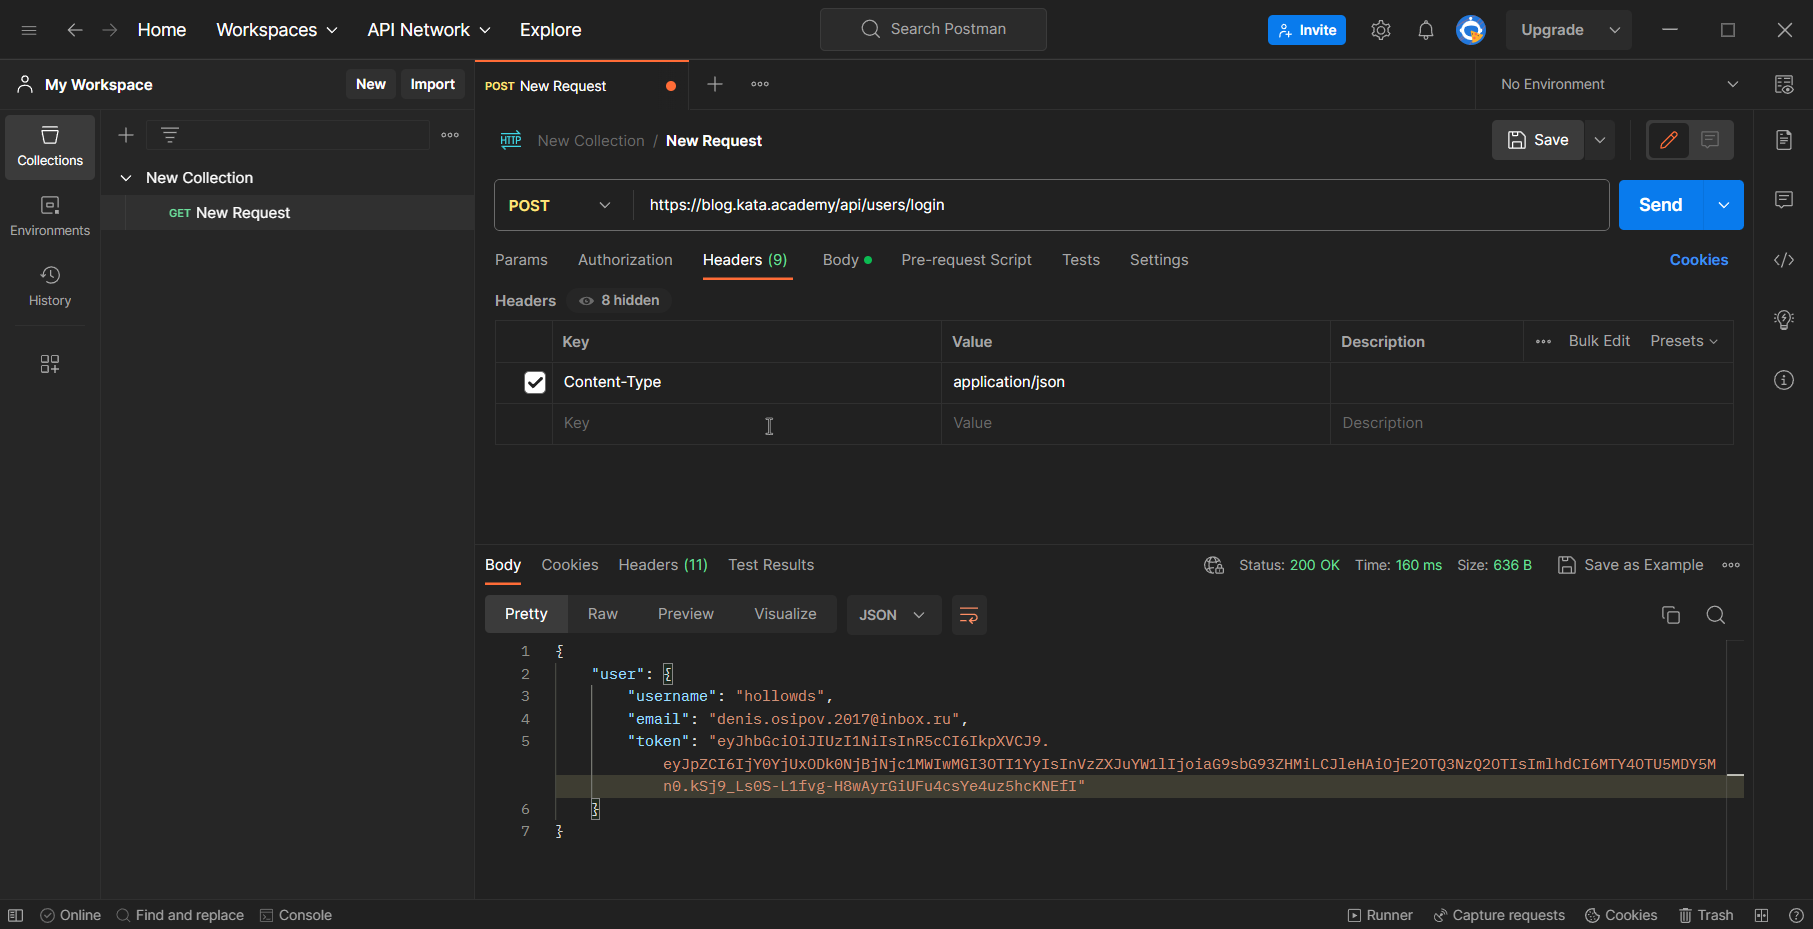 Home Workspaces API Network Explore Search Postman Invite Upgrade
My Workspace New Import POST New Request No Environment
Collections
Environments
History
New Collection
GET New Request
HTTP New Collection / New Request Save
POST https://blog.kata.academy/api/users/login Send
Params Authorization Headers (9) Body Pre-request Script Tests Settings Cookies
Headers 8 hidden
Key Value Description Bulk Edit Presets
Content-Type application/json
Key Value Description
Body Cookies Headers (11) Test Results Status: 200 OK Time: 160 ms Size: 636 B Save as Example
Pretty Raw Preview Visualize JSON
1 {
2 "user": {
3 "username": "hollowds",
4 "email": "denis.osipov.2017@inbox.ru",
5 "token": "eyJhbGciOiJIUzI1NiIsInR5cCI6IkpXVCJ9.
eyJpZCI6IjY0YjUxODk0NjBjNjc1MWIwMGI3OTI1YyIsInVzZXJuYW1lIjoiaG9sbG93ZHMiLCJleHAiOjE2OTQ3NzQ2OTIsImlhdCI6MTY4OTU5MDY5M
n0.kSj9_Ls0S-L1fvg-H8wAyrGiUFu4csYe4uz5hcKNEfI"
6 }
7 }
Online Find and replace Console Runner Capture requests Cookies Trash